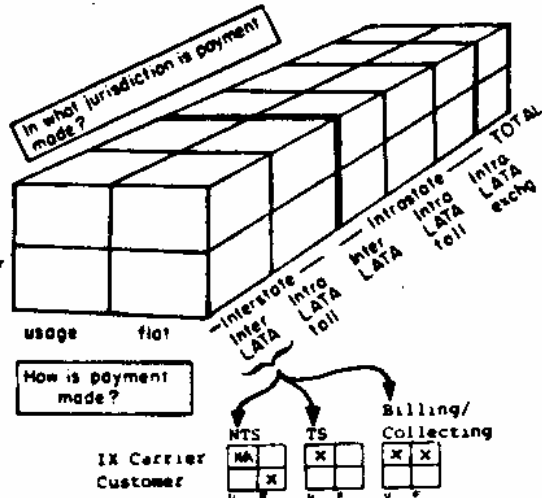 In what jurisdiction is payment
made?
usage flat
Interstate
Inter
LATA
Intra
LATA
toll
Intrastate
Inter
LATA
Intra
LATA
toll
Intra
LATA
exchg
TOTAL
How is payment
made?
NTS
TS
Billing/
Collecting
IX Carrier
Customer
NA
X
X
X X